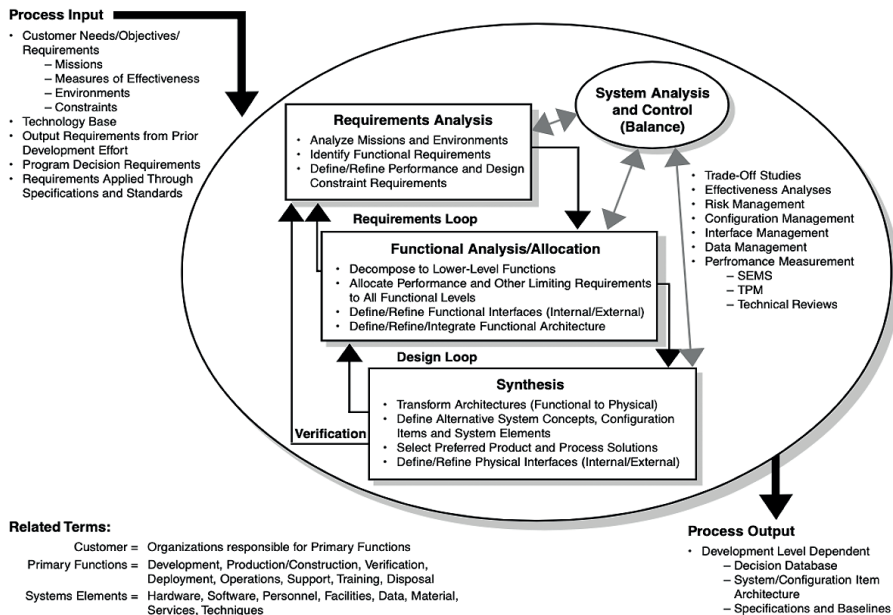 Process Input
• Customer Needs/Objectives/
Requirements
– Missions
– Measures of Effectiveness
– Environments
– Constraints
• Technology Base
• Output Requirements from Prior
Development Effort
• Program Decision Requirements
• Requirements Applied Through
Specifications and Standards
System Analysis
and Control
(Balance)
Requirements Analysis
• Analyze Missions and Environments
• Identify Functional Requirements
• Define/Refine Performance and Design
Constraint Requirements
• Trade-Off Studies
• Effectiveness Analyses
• Risk Management
• Configuration Management
• Interface Management
• Data Management
• Perfromance Measurement
– SEMS
– TPM
– Technical Reviews
Requirements Loop
Functional Analysis/Allocation
• Decompose to Lower-Level Functions
• Allocate Performance and Other Limiting Requirements
to All Functional Levels
• Define/Refine Functional Interfaces (Internal/External)
• Define/Refine/Integrate Functional Architecture
Design Loop
Synthesis
• Transform Architectures (Functional to Physical)
• Define Alternative System Concepts, Configuration
Items and System Elements
• Select Preferred Product and Process Solutions
• Define/Refine Physical Interfaces (Internal/External)
Verification
Related Terms:
Customer = Organizations responsible for Primary Functions
Primary Functions = Development, Production/Construction, Verification,
Deployment, Operations, Support, Training, Disposal
Systems Elements = Hardware, Software, Personnel, Facilities, Data, Material,
Services, Techniques
Process Output
• Development Level Dependent
– Decision Database
– System/Configuration Item
Architecture
– Specifications and Baselines